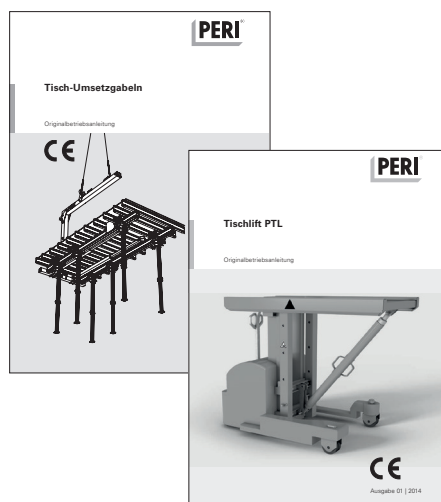 PERI
Tisch-Umsetzgabeln
Originalbetriebsanleitung
CE
PERI
Tischlift PTL
Originalbetriebsanleitung
CE
Ausgabe 01 | 2014